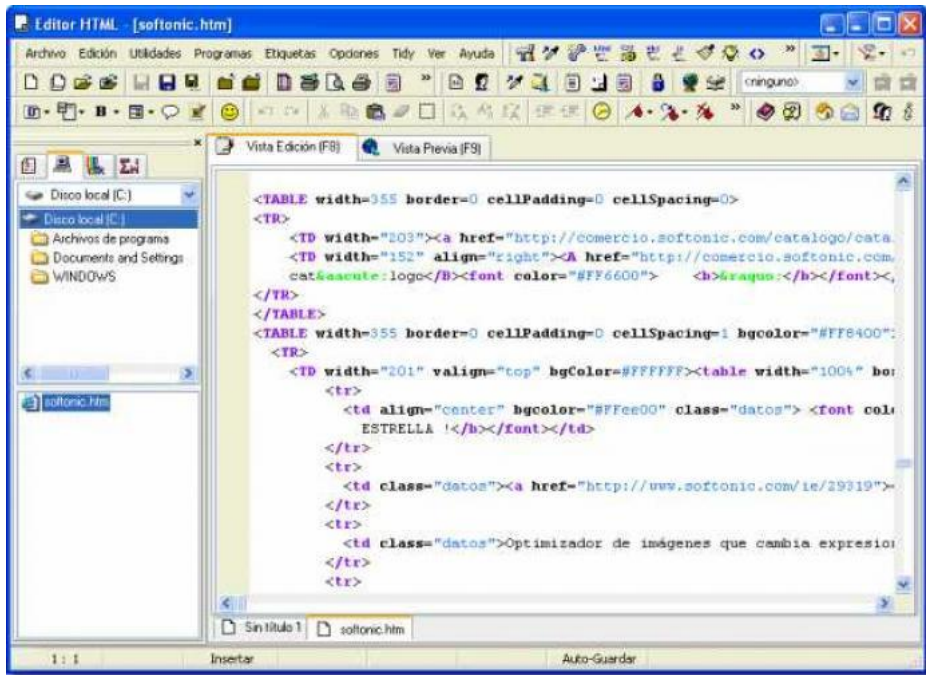 Editor HTML - [softonic.htm]
Archivo Edición Utilidades Programas Etiquetas Opciones Tidy Ver Ayuda
<ninguno>
Vista Edición (F8) Vista Previa (F9)
Disco local (C:)
Disco local (C:)
Archivos de programa
Documents and Settings
WINDOWS
softonic.htm
<TABLE width=355 border=0 cellPadding=0 cellSpacing=0>
<TR>
<TD width="203"><a href="http://comercio.softonic.com/catalogo/cata
<TD width="152" align="right"><A href="http://comercio.softonic.com
cat&aacute;logo</B><font color="#FF6600"> <b>&raquo;</b></font><
</TR>
</TABLE>
<TABLE width=355 border=0 cellPadding=0 cellSpacing=1 bgcolor="#FF8400"
<TR>
<TD width="201" valign="top" bgColor=#FFFFFF><table width="100%" bo
<tr>
<td align="center" bgcolor="#FFee00" class="datos"> <font col
ESTRELLA !</b></font></td>
</tr>
<tr>
<td class="datos"><a href="http://www.softonic.com/ie/29319">
</tr>
<tr>
<td class="datos">Optimizador de imágenes que cambia expresion
</tr>
<tr>
Sin título 1 softonic.htm
1 : 1 Insertar Auto-Guardar